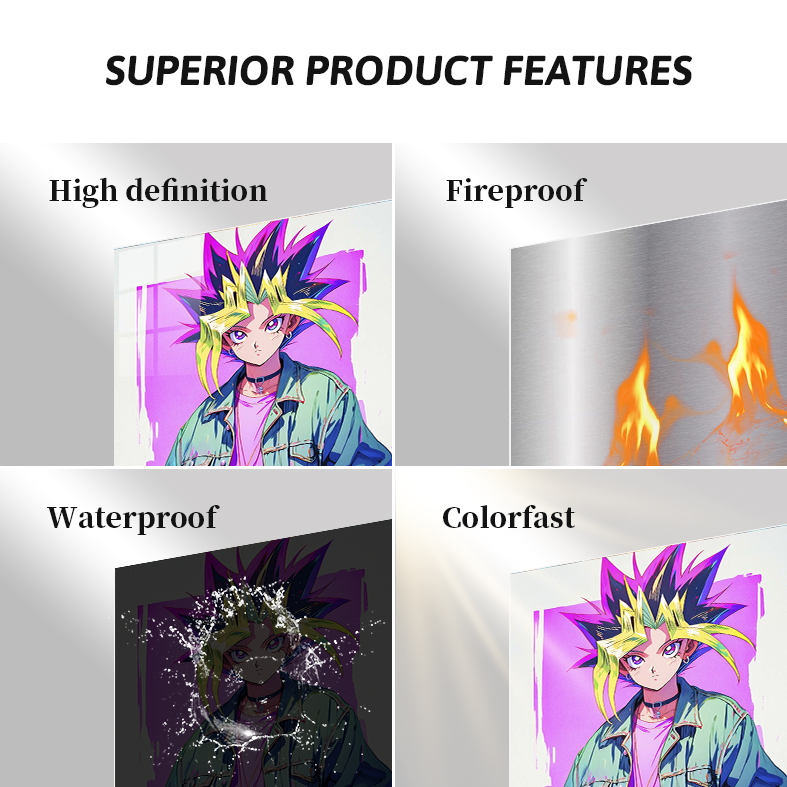 SUPERIOR PRODUCT FEATURES
High definition
Fireproof
Waterproof
Colorfast